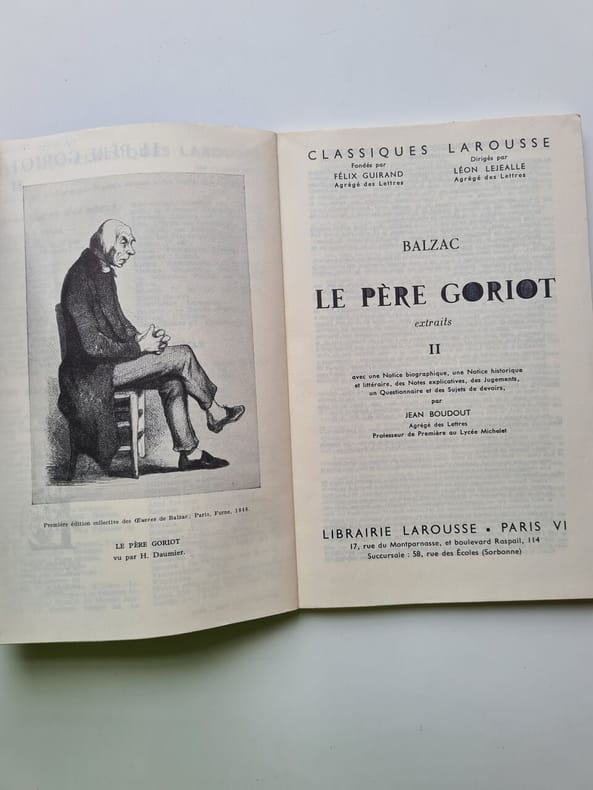 Première édition collective des Œuvres de Balzac; Paris, Furne, 1848.
LE PÈRE GORIOT
vu par H. Daumier.
CLASSIQUES LAROUSSE
Fondés par
FÉLIX GUIRAND
Agrégé des Lettres
Dirigés par
LÉON LEJEALLE
Agrégé des Lettres
BALZAC
LE PÈRE GORIOT
extraits
II
avec une Notice biographique, une Notice historique
et littéraire, des Notes explicatives, des Jugements,
un Questionnaire et des Sujets de devoirs,
par
JEAN BOUDOUT
Agrégé des Lettres
Professeur de Première au Lycée Michelet
LIBRAIRIE LAROUSSE • PARIS VI
17, rue du Montparnasse, et boulevard Raspail, 114
Succursale : 58, rue des Écoles (Sorbonne)